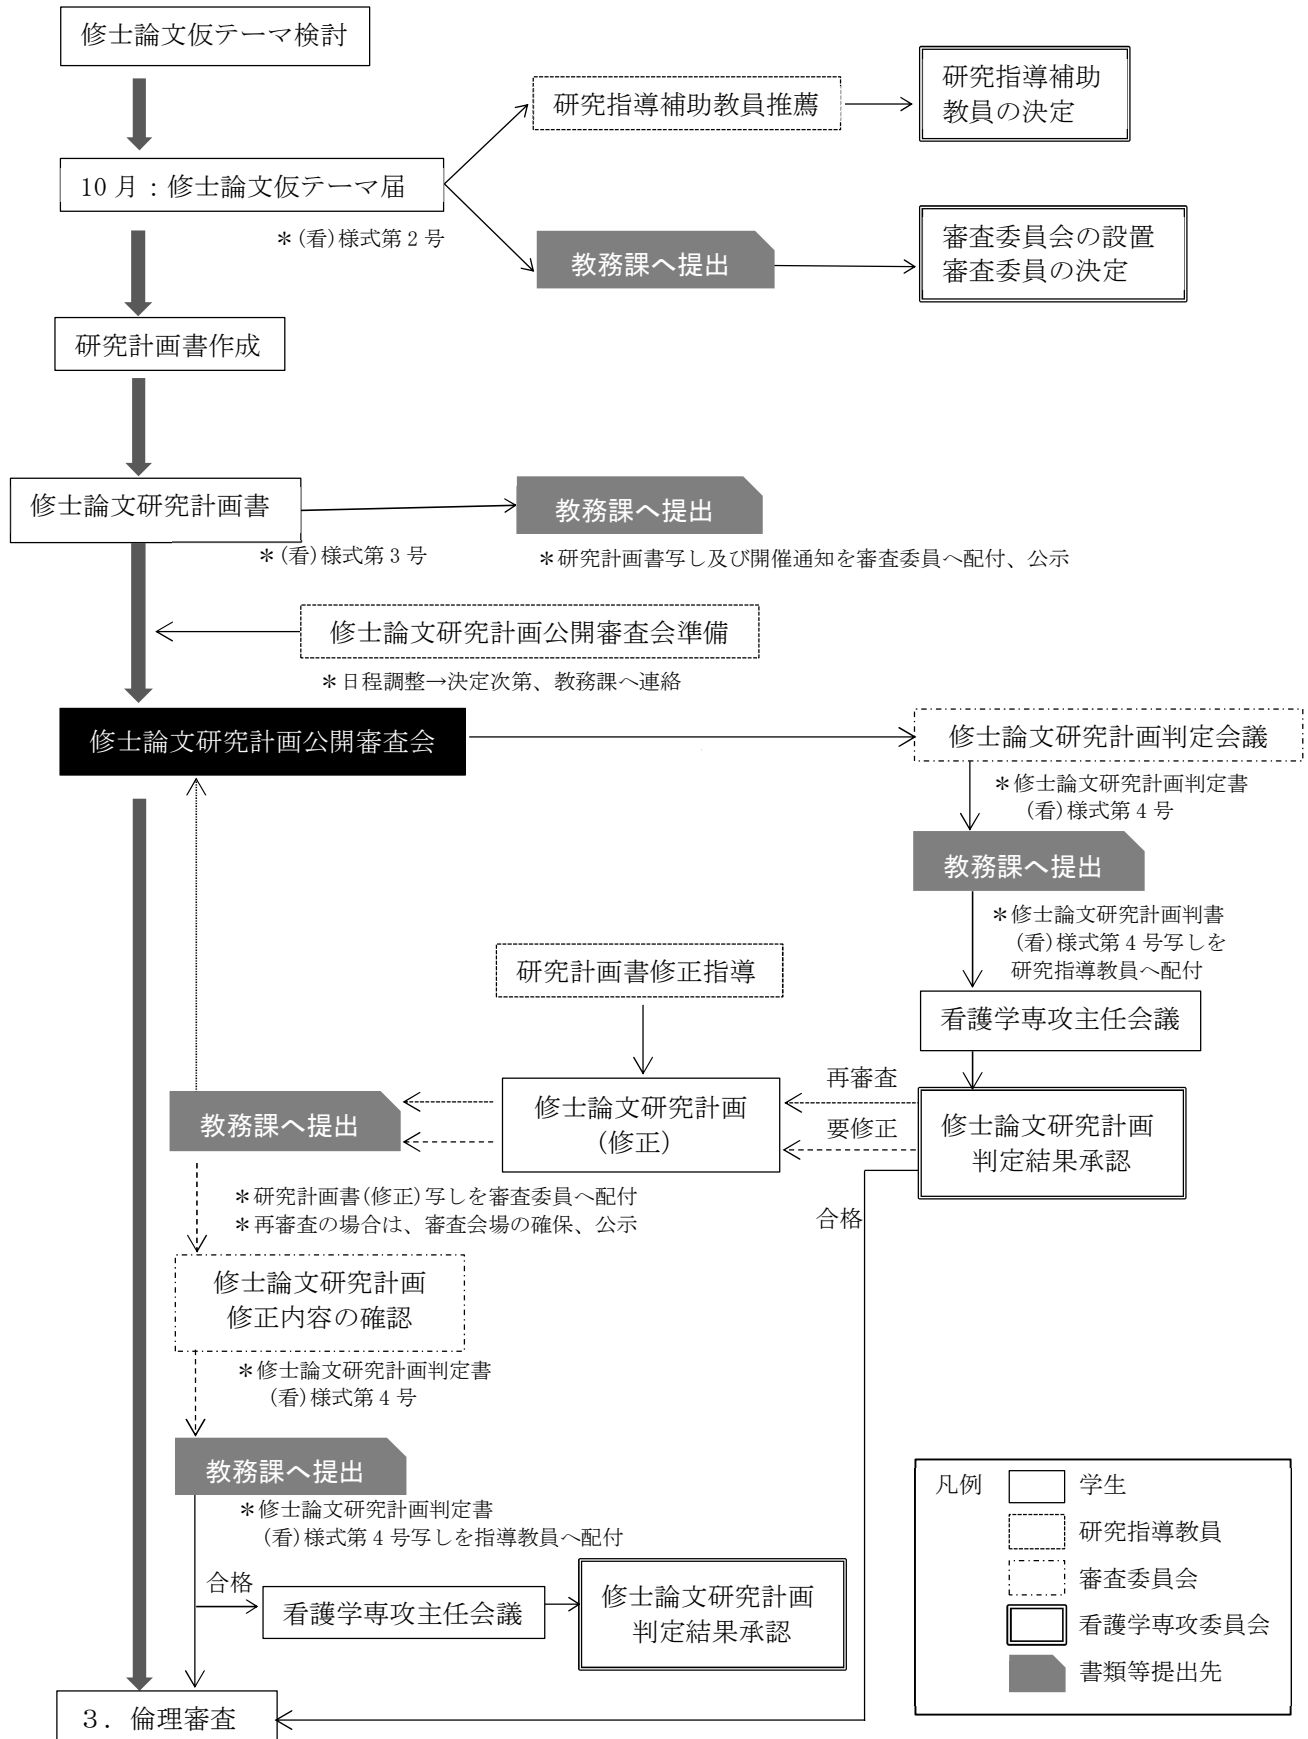 修士論文仮テーマ検討
研究指導補助教員推薦
研究指導補助
教員の決定
10 月：修士論文仮テーマ届
＊(看)様式第 2 号
教務課へ提出
審査委員会の設置
審査委員の決定
研究計画書作成
修士論文研究計画書
＊(看)様式第 3 号
教務課へ提出
＊研究計画書写し及び開催通知を審査委員へ配付、公示
修士論文研究計画公開審査会準備
＊日程調整→決定次第、教務課へ連絡
修士論文研究計画公開審査会
修士論文研究計画判定会議
＊修士論文研究計画判定書
(看)様式第 4 号
教務課へ提出
＊修士論文研究計画判書
(看)様式第 4 号写しを
研究指導教員へ配付
研究計画書修正指導
看護学専攻主任会議
再審査
要修正
修士論文研究計画
判定結果承認
修士論文研究計画
(修正)
教務課へ提出
＊研究計画書(修正)写しを審査委員へ配付
＊再審査の場合は、審査会場の確保、公示
合格
修士論文研究計画
修正内容の確認
＊修士論文研究計画判定書
(看)様式第 4 号
教務課へ提出
＊修士論文研究計画判定書
(看)様式第 4 号写しを指導教員へ配付
合格
看護学専攻主任会議
修士論文研究計画
判定結果承認
3．倫理審査
凡例
学生
研究指導教員
審査委員会
看護学専攻委員会
書類等提出先